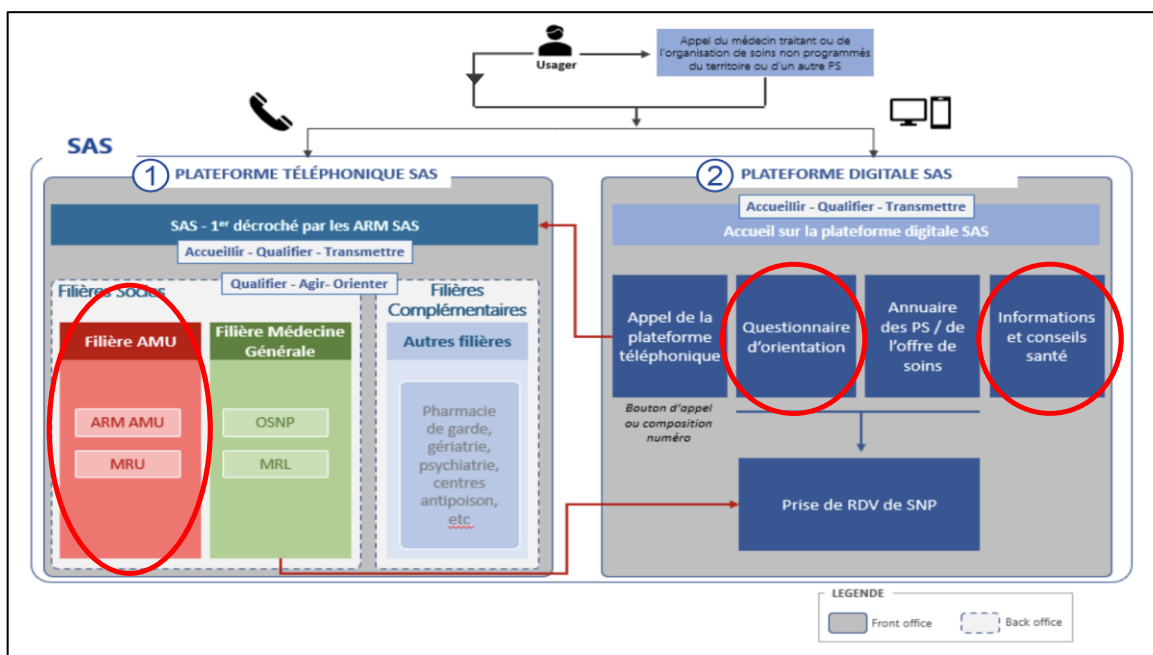 Usager
Appel du médecin traitant ou de
l'organisation de soins non programmés
du territoire ou d'un autre PS
SAS
1 PLATEFORME TÉLÉPHONIQUE SAS
SAS - 1er décroché par les ARM SAS
Accueillir - Qualifier - Transmettre
Qualifier - Agir- Orienter
Filières Socles
Filière AMU
ARM AMU
MRU
Filière Médecine
Générale
OSNP
MRL
Filières
Complémentaires
Autres filières
Pharmacie
de garde,
gériatrie,
psychiatrie,
centres
antipoison,
etc
2 PLATEFORME DIGITALE SAS
Accueillir - Qualifier - Transmettre
Accueil sur la plateforme digitale SAS
Appel de la
plateforme
téléphonique
Bouton d'appel
ou composition
numéro
Questionnaire
d'orientation
Annuaire
des PS / de
l'offre de
soins
Informations
et conseils
santé
Prise de RDV de SNP
LEGENDE
Front office
Back office